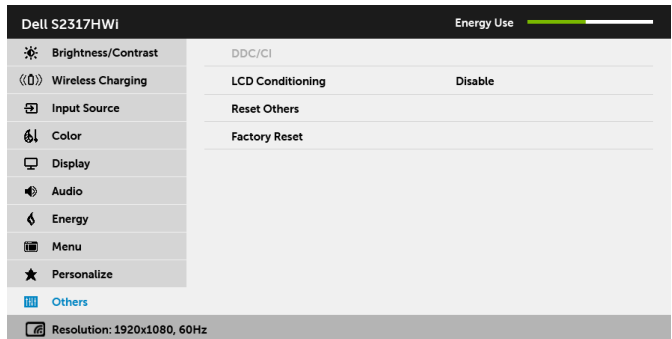 Dell S2317HWi Energy Use
Brightness/Contrast DDC/CI
Wireless Charging LCD Conditioning Disable
Input Source Reset Others
Color Factory Reset
Display
Audio
Energy
Menu
Personalize
Others
Resolution: 1920x1080, 60Hz